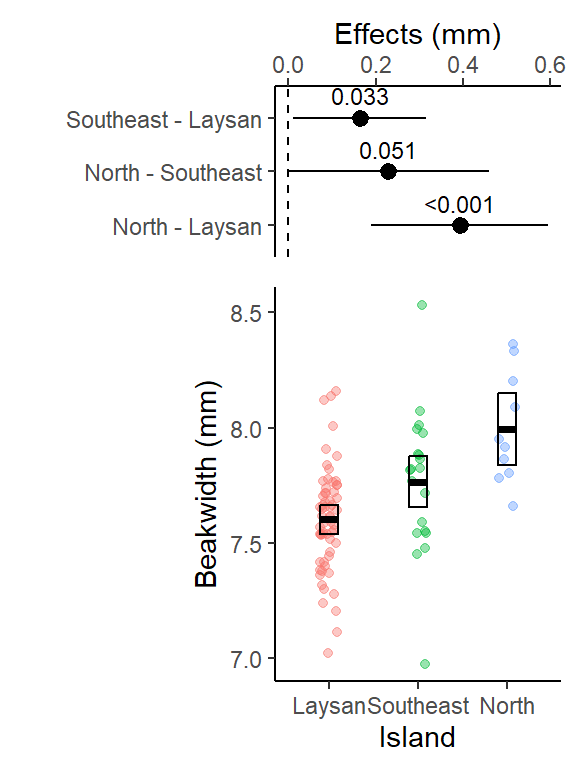 Effects (mm)
0.0 0.2 0.4 0.6
0.033
Southeast - Laysan
0.051
North - Southeast
<0.001
North - Laysan
8.5
8.0
7.5
7.0
Beakwidth (mm)
Laysan Southeast North
Island